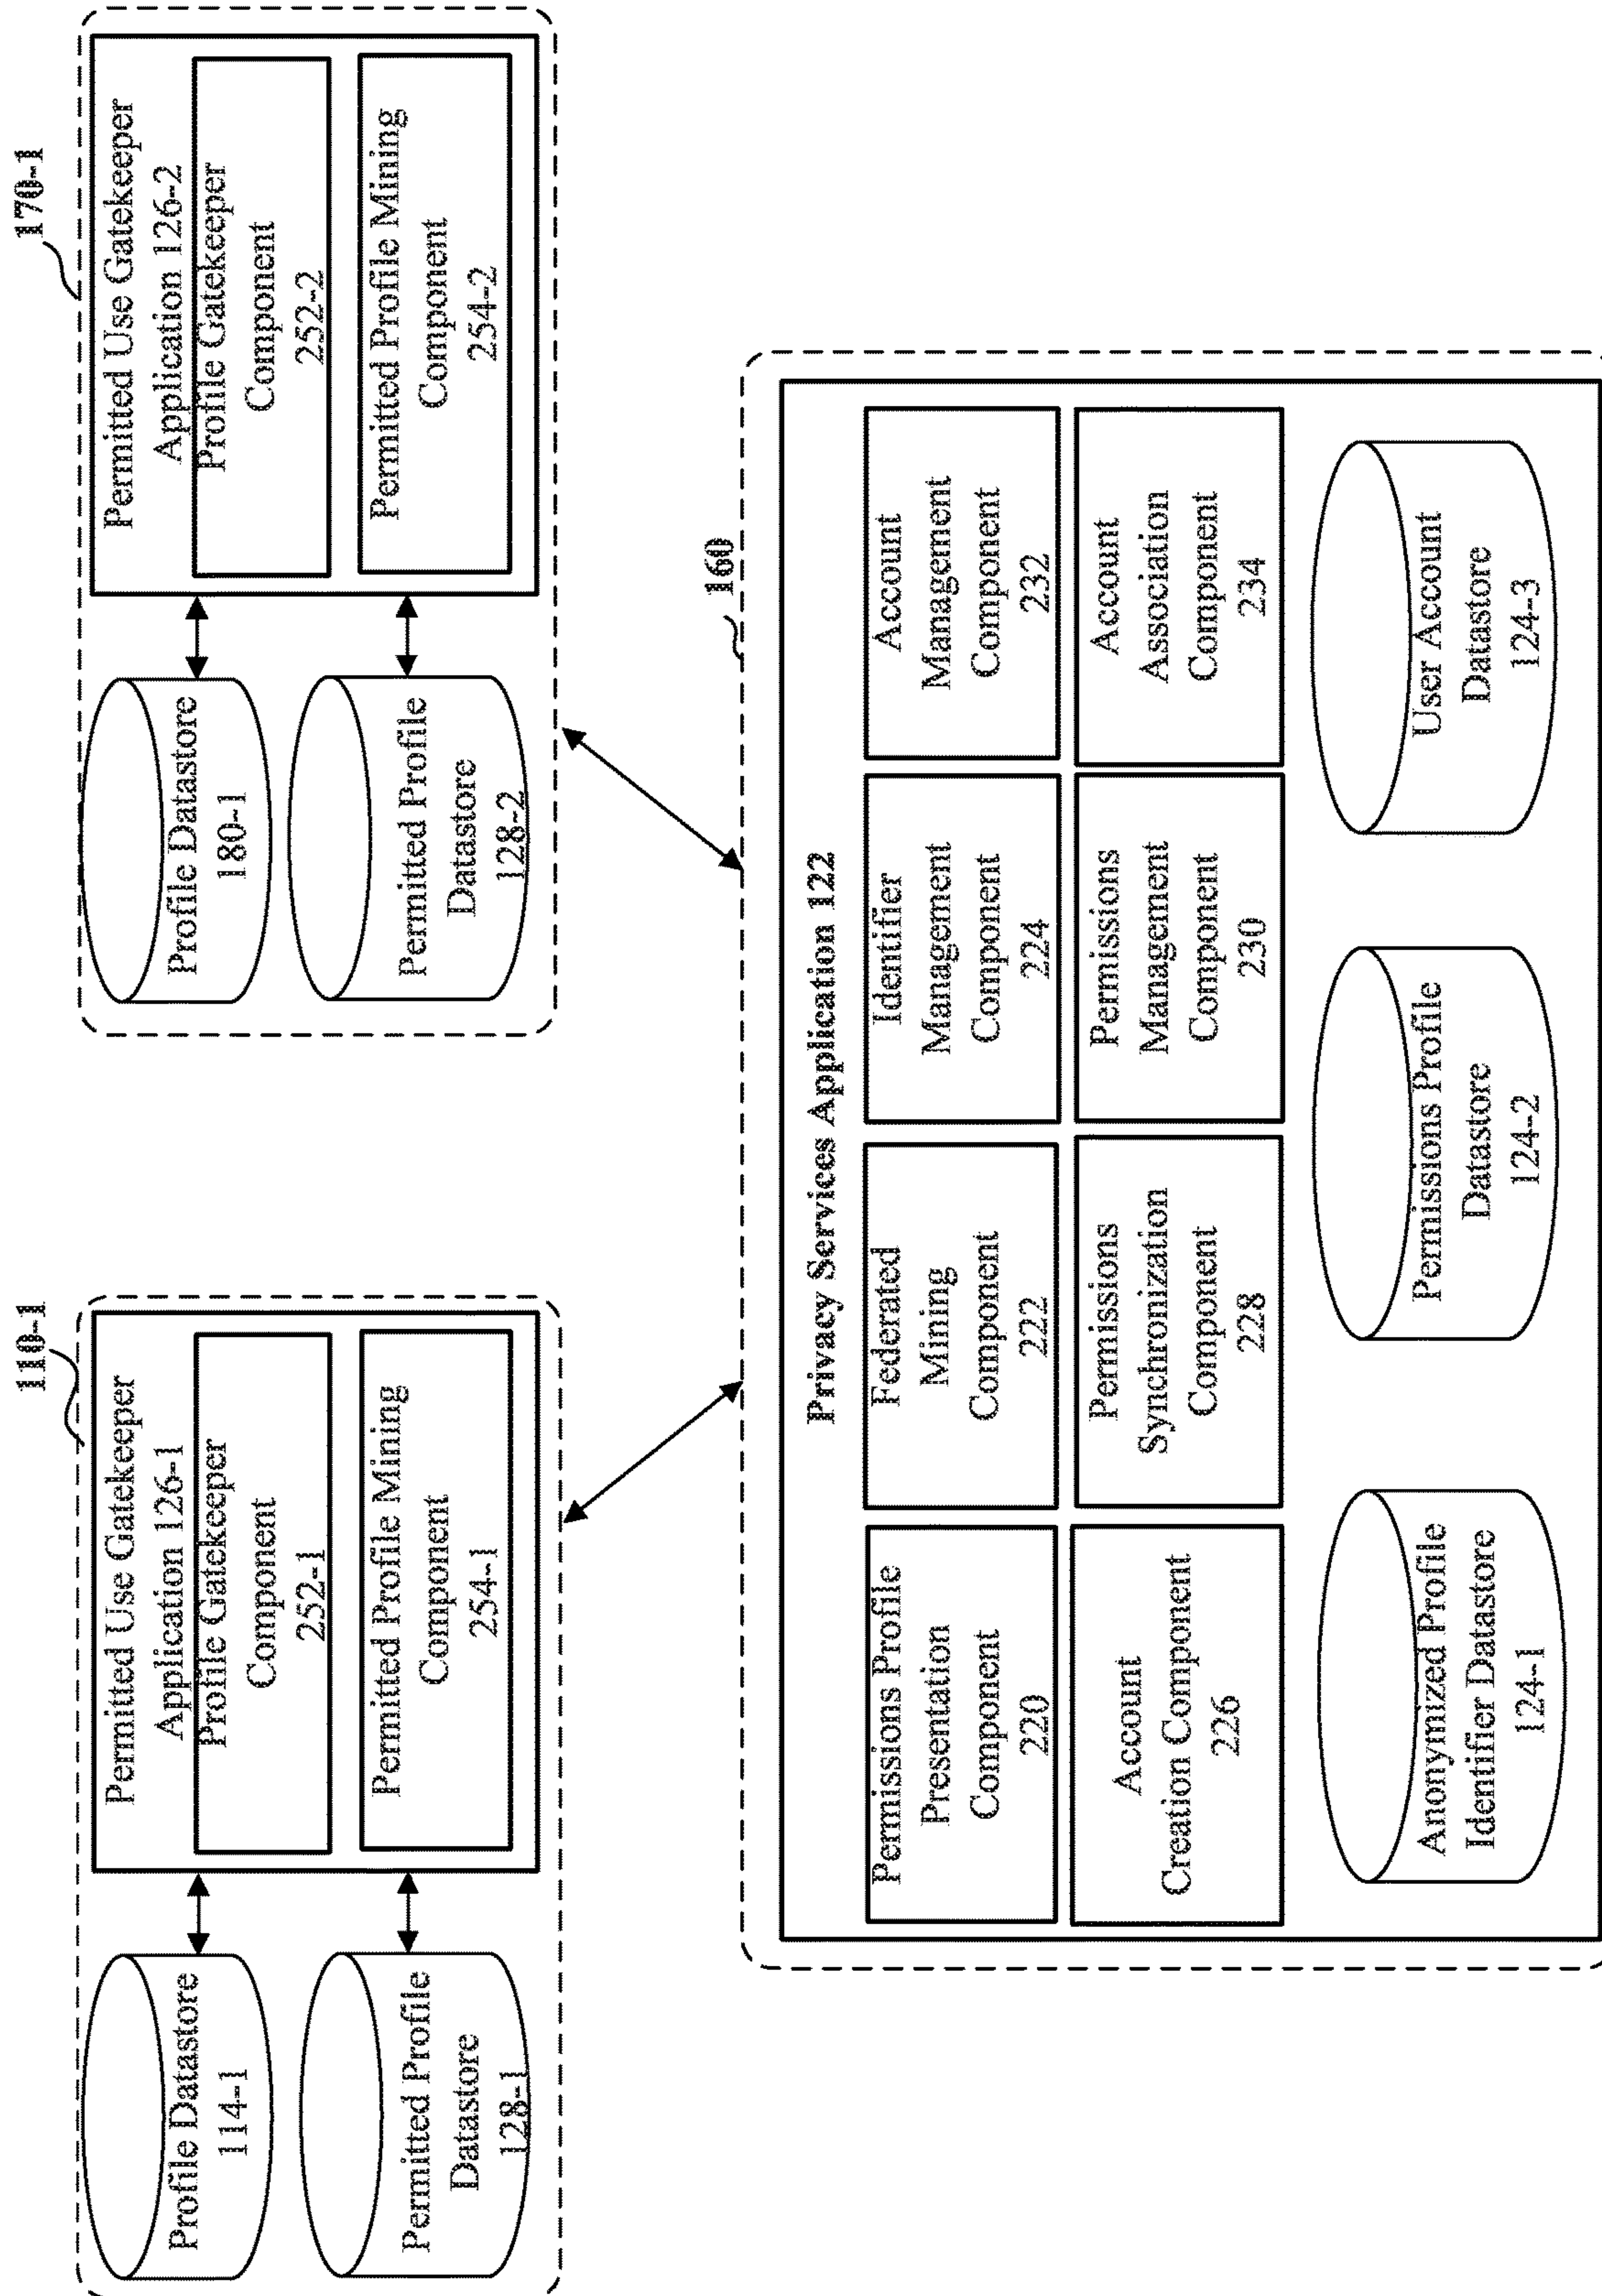 110-1
Profile Datastore
114-1
Permitted Profile
Datastore
128-1
Permitted Use Gatekeeper
Application 126-1
Profile Gatekeeper
Component
252-1
Permitted Profile Mining
Component
254-1
170-1
Profile Datastore
180-1
Permitted Profile
Datastore
128-2
Permitted Use Gatekeeper
Application 126-2
Profile Gatekeeper
Component
252-2
Permitted Profile Mining
Component
254-2
160
Privacy Services Application 122
Permissions Profile
Presentation
Component
220
Federated
Mining
Component
222
Identifier
Management
Component
224
Account
Management
Component
232
Account
Creation Component
226
Permissions
Synchronization
Component
228
Permissions
Management
Component
230
Account
Association
Component
234
Anonymized Profile
Identifier Datastore
124-1
Permissions Profile
Datastore
124-2
User Account
Datastore
124-3